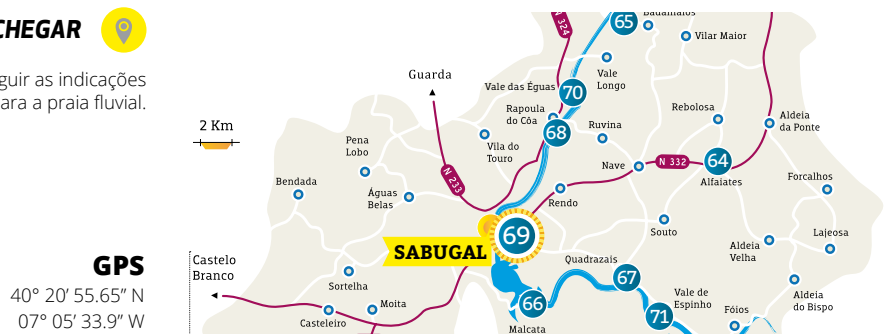 CHEGAR
guir as indicações
ara a praia fluvial.
GPS
40° 20’ 55.65” N
07° 05’ 33.9” W
2 Km
N 324
65
Badamalos
Vilar Maior
Guarda
Vale das Éguas
70
Vale
Longo
Rapoula
do Côa
68
Ruvina
Rebolosa
Aldeia
da Ponte
Pena
Lobo
Vila do
Touro
Nave
N 332
64
Alfaiates
Forcalhos
N 233
Bendada
Águas
Belas
Rendo
69
SABUGAL
Souto
Lajeosa
Aldeia
Velha
Castelo
Branco
Sortelha
Quadrazais
67
Aldeia
do Bispo
Moita
Casteleiro
66
Malcata
71
Vale de
Espinho
Fóios